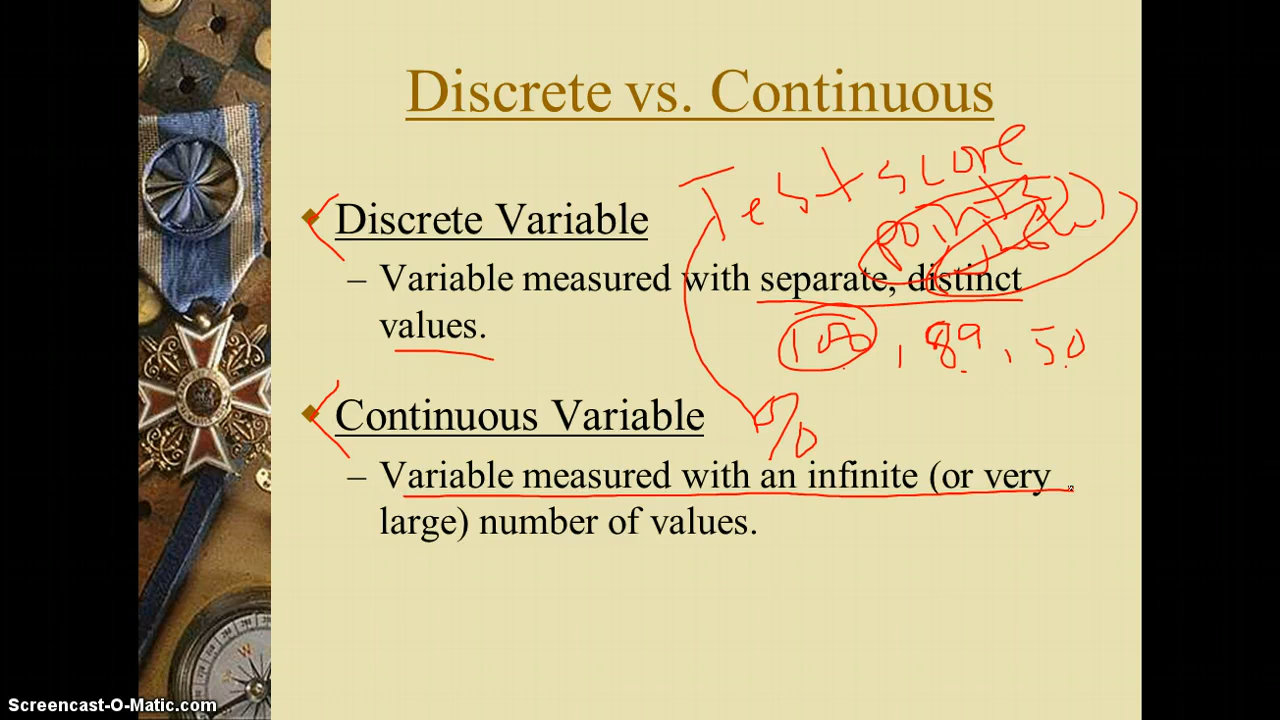 Discrete vs. Continuous
Test score
Discrete Variable
points
– Variable measured with separate, distinct
values.
100, 89, 50
Continuous Variable
%
– Variable measured with an infinite (or very
large) number of values.
Screencast-O-Matic.com